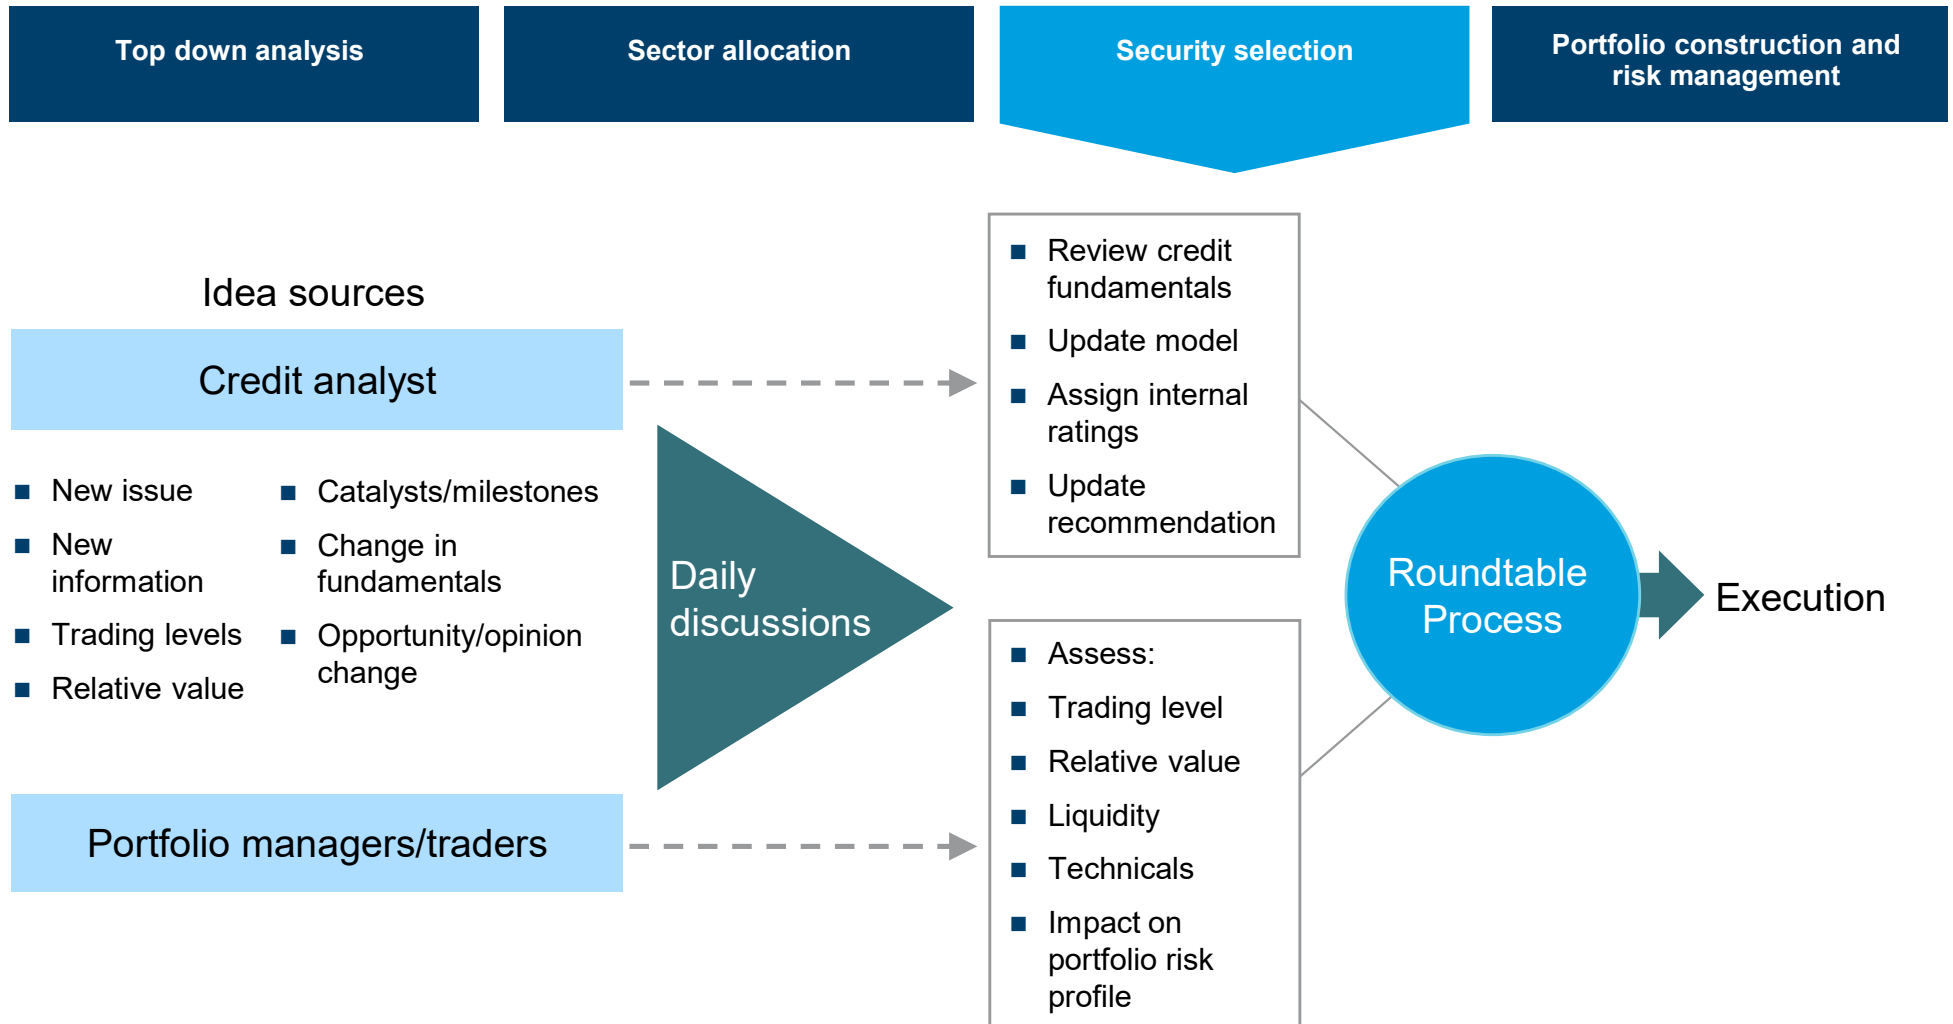 Top down analysis
Sector allocation
Security selection
Portfolio construction and
risk management
Idea sources
Credit analyst
New issue
New
information
Trading levels
Relative value
Catalysts/milestones
Change in
fundamentals
Opportunity/opinion
change
Portfolio managers/traders
Daily
discussions
Review credit
fundamentals
Update model
Assign internal
ratings
Update
recommendation
Assess:
Trading level
Relative value
Liquidity
Technicals
Impact on
portfolio risk
profile
Roundtable
Process
Execution